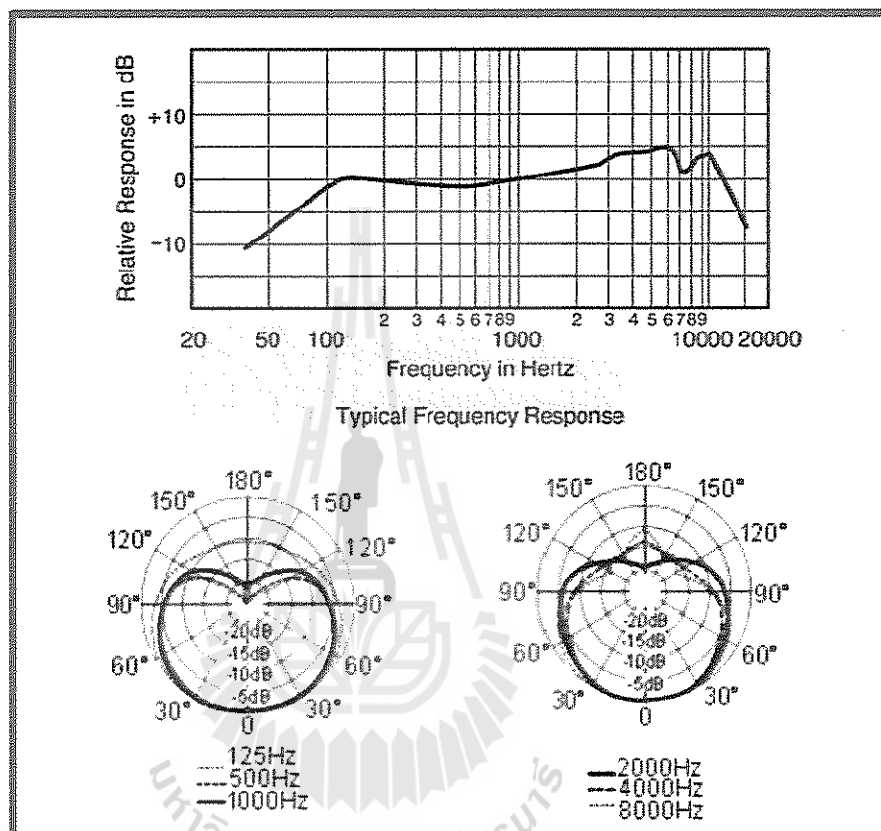 Relative Response in dB
+10
0
-10
2 3 4 5 6 7 8 9 2 3 4 5 6 7 8 9
20 50 100 1000 10000 20000
Frequency in Hertz
Typical Frequency Response
180°
150° 150°
120° 120°
90° 90°
60° 60°
30° 30°
0
-20dB
-15dB
-10dB
-5dB
125Hz
500Hz
1000Hz
180°
150° 150°
120° 120°
90° 90°
60° 60°
30° 30°
0
-20dB
-15dB
-10dB
-5dB
2000Hz
4000Hz
8000Hz